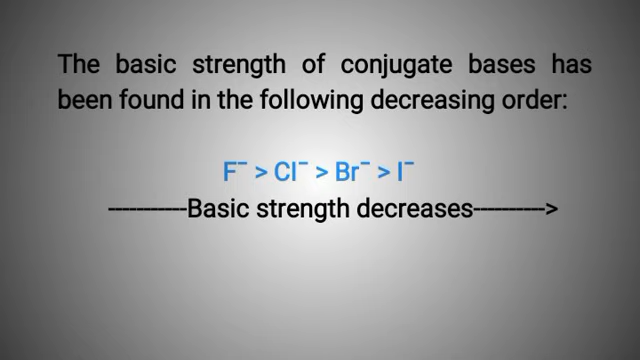 The basic strength of conjugate bases has
been found in the following decreasing order:
F⁻ > Cl⁻ > Br⁻ > I⁻
-----------Basic strength decreases---------->